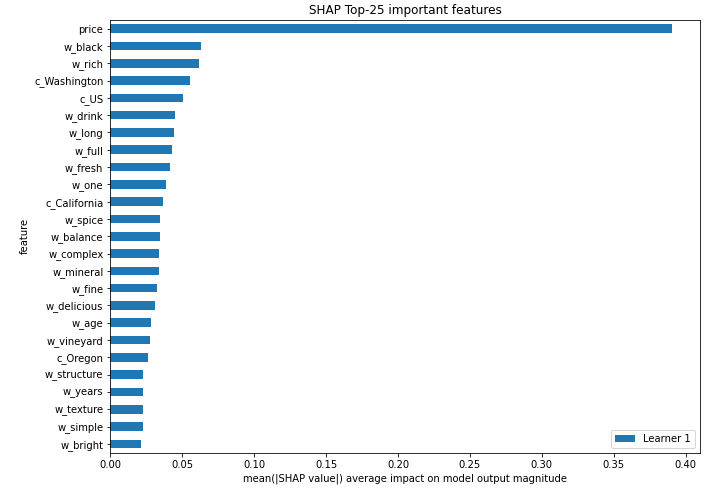 SHAP Top-25 important features
price
w_black
w_rich
c_Washington
c_US
w_drink
w_long
w_full
w_fresh
w_one
c_California
w_spice
w_balance
w_complex
w_mineral
w_fine
w_delicious
w_age
w_vineyard
c_Oregon
w_structure
w_years
w_texture
w_simple
w_bright
feature
Learner 1
0.00 0.05 0.10 0.15 0.20 0.25 0.30 0.35 0.40
mean(|SHAP value|) average impact on model output magnitude